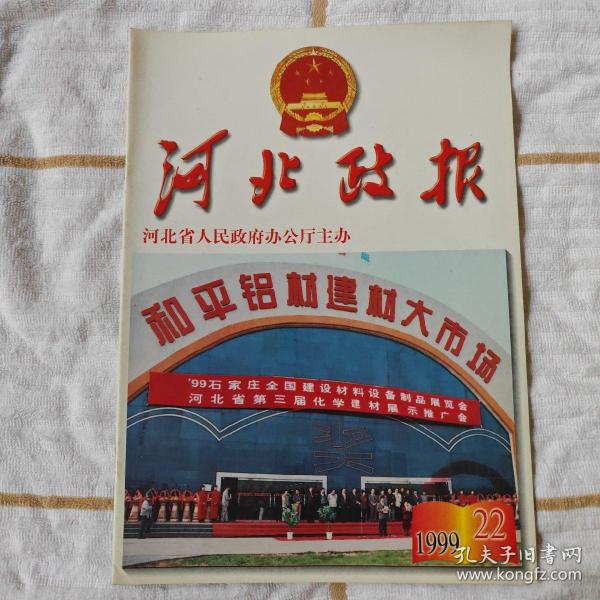 河北政报
河北省人民政府办公厅主办
和平铝材建材大市场
'99石家庄全国建设材料设备制品展览会
河北省第三届化学建材展示推广会
奖
1999 22
孔夫子旧书网
www.kongfz.com